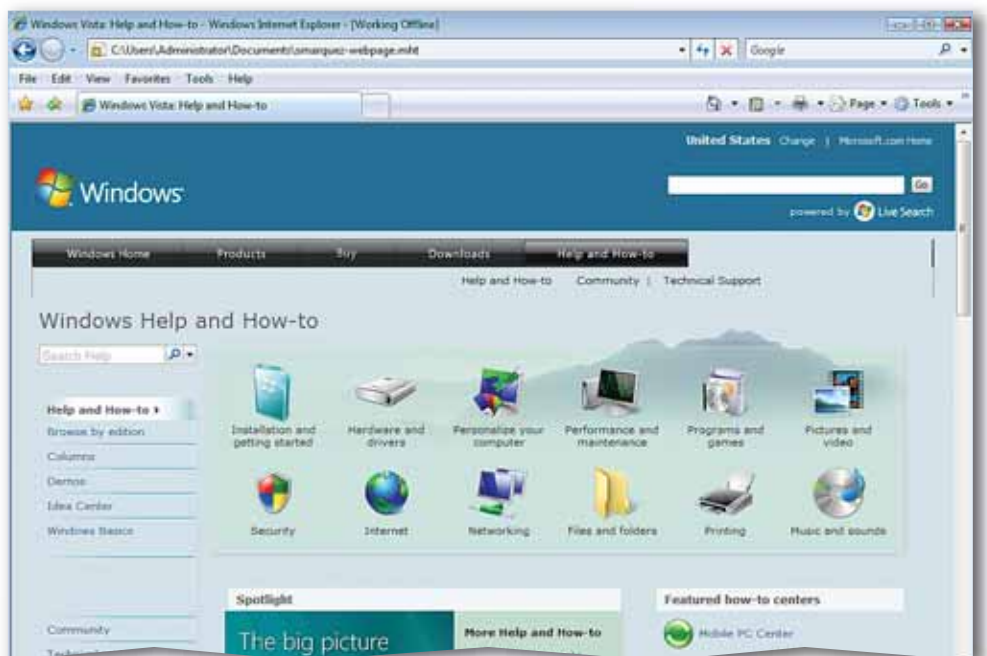 Windows Vista: Help and How-to - Windows Internet Explorer - [Working Offline]
C:\Users\Administrator\Documents\smarquez-webpage.mht
Google
File Edit View Favorites Tools Help
Windows Vista: Help and How-to
Page Tools
United States Change | Microsoft.com Home
Windows
Go
powered by Live Search
Windows Home Products Buy Downloads Help and How-to
Help and How-to Community | Technical Support
Windows Help and How-to
Search Help
Help and How-to
Browse by edition
Columns
Demos
Idea Center
Windows Basics
Community
Installation and getting started
Hardware and drivers
Personalize your computer
Performance and maintenance
Programs and games
Pictures and video
Security
Internet
Networking
Files and folders
Printing
Music and sounds
Spotlight
The big picture
More Help and How-to
Featured how-to centers
Mobile PC Center